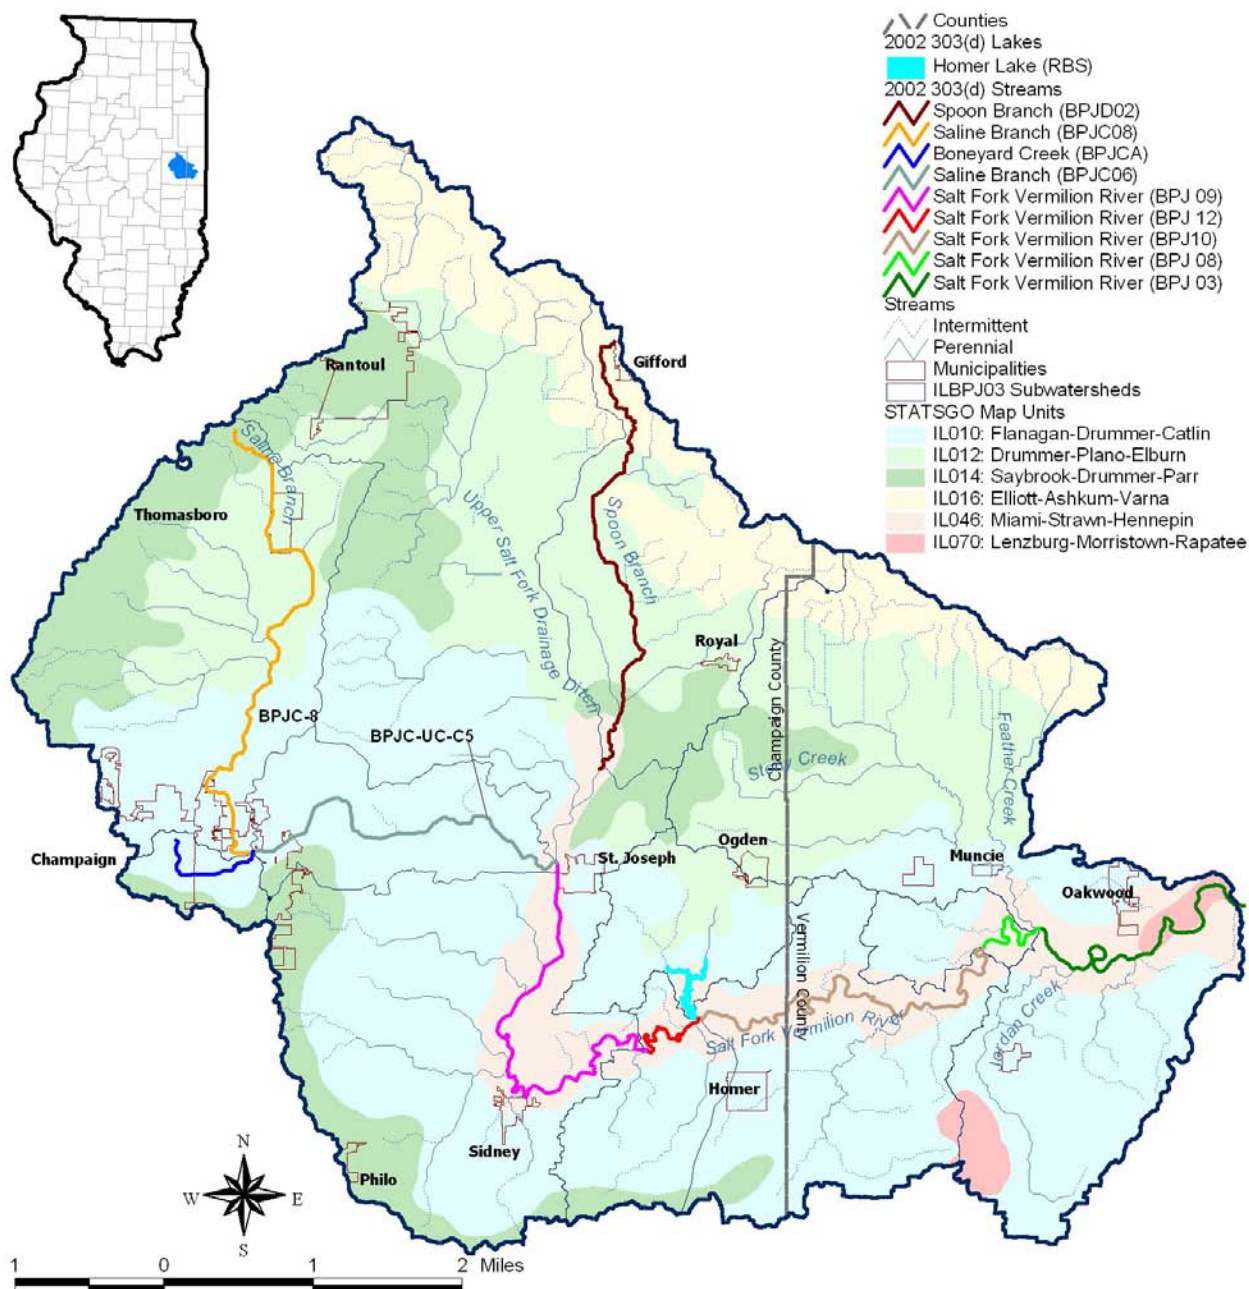 Counties
2002 303(d) Lakes
Homer Lake (RBS)
2002 303(d) Streams
Spoon Branch (BPJD02)
Saline Branch (BPJC08)
Boneyard Creek (BPJCA)
Saline Branch (BPJC06)
Salt Fork Vermilion River (BPJ 09)
Salt Fork Vermilion River (BPJ 12)
Salt Fork Vermilion River (BPJ10)
Salt Fork Vermilion River (BPJ 08)
Salt Fork Vermilion River (BPJ 03)
Streams
Intermittent
Perennial
Municipalities
ILBPJ03 Subwatersheds
STATSGO Map Units
IL010: Flanagan-Drummer-Catlin
IL012: Drummer-Plano-Elburn
IL014: Saybrook-Drummer-Parr
IL016: Elliott-Ashkum-Varna
IL046: Miami-Strawn-Hennepin
IL070: Lenzburg-Morristown-Rapatee
Rantoul
Gifford
Saline Branch
Thomasboro
Upper Salt Fork Drainage Ditch
Spoon Branch
Royal
Champaign County
BPJC-8
BPJC-UC-C5
Stony Creek
Feather Creek
Champaign
St. Joseph
Ogden
Muncie
Oakwood
Vermilion County
Salt Fork Vermilion River
Jordan Creek
Homer
Sidney
Philo
N
W
E
S
1 0 1 2 Miles